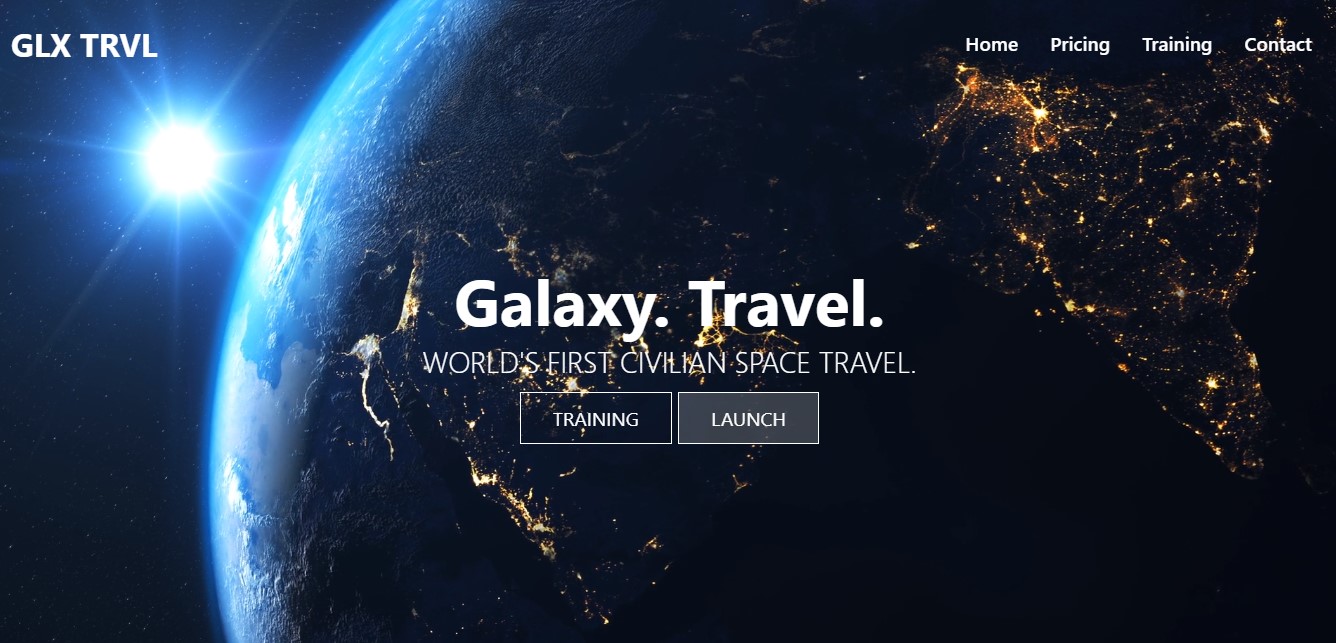 GLX TRVL
Home Pricing Training Contact
Galaxy. Travel.
WORLD'S FIRST CIVILIAN SPACE TRAVEL.
TRAINING LAUNCH